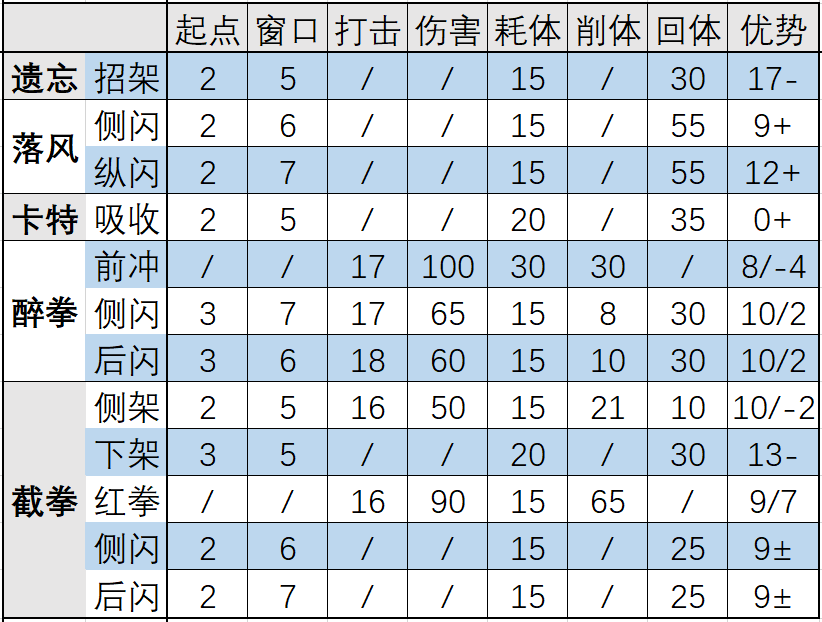 起点 窗口 打击 伤害 耗体 削体 回体 优势
遗忘 招架 2 5 / / 15 / 30 17-
落风 侧闪 2 6 / / 15 / 55 9+
纵闪 2 7 / / 15 / 55 12+
卡特 吸收 2 5 / / 20 / 35 0+
醉拳 前冲 / / 17 100 30 30 / 8/-4
侧闪 3 7 17 65 15 8 30 10/2
后闪 3 6 18 60 15 10 30 10/2
截拳 侧架 2 5 16 50 15 21 10 10/-2
下架 3 5 / / 20 / 30 13-
红拳 / / 16 90 15 65 / 9/7
侧闪 2 6 / / 15 / 25 9±
后闪 2 7 / / 15 / 25 9±